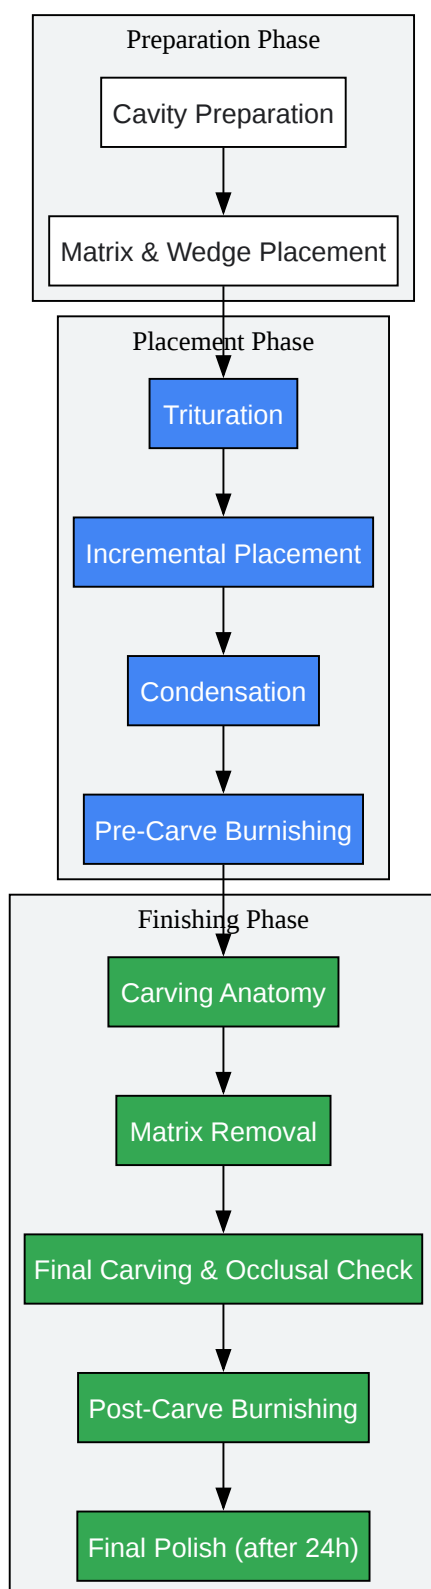 Preparation Phase
Cavity Preparation
Matrix & Wedge Placement
Placement Phase
Trituration
Incremental Placement
Condensation
Pre-Carve Burnishing
Finishing Phase
Carving Anatomy
Matrix Removal
Final Carving & Occlusal Check
Post-Carve Burnishing
Final Polish (after 24h)